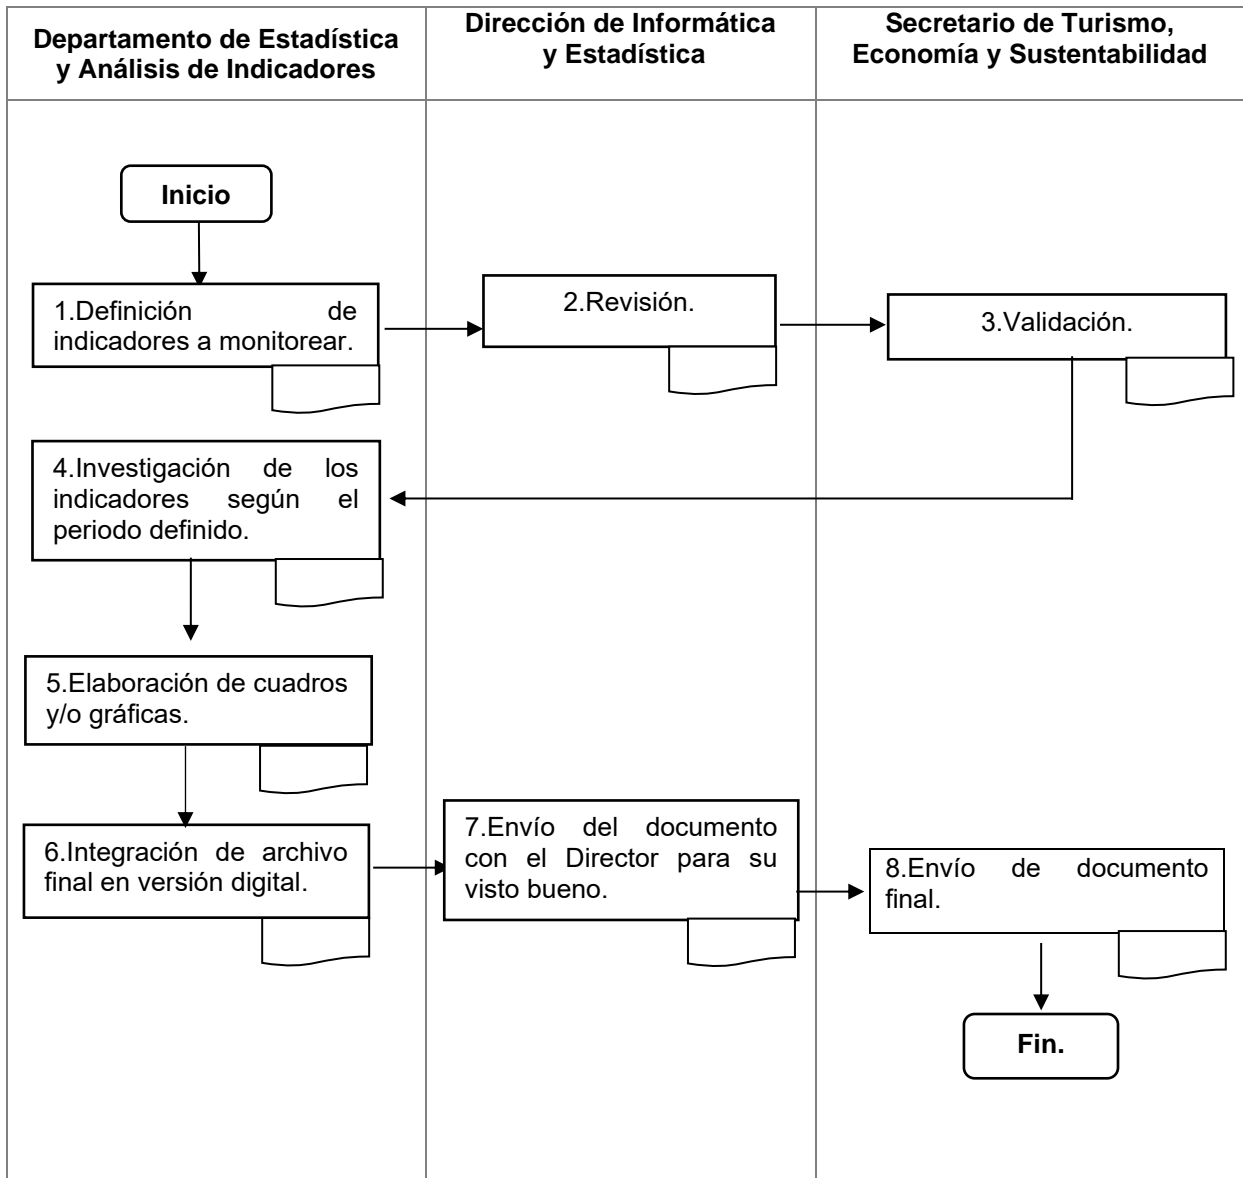 Departamento de Estadística
y Análisis de Indicadores
Dirección de Informática
y Estadística
Secretario de Turismo,
Economía y Sustentabilidad
Inicio
1.Definición de
indicadores a monitorear.
2.Revisión.
3.Validación.
4.Investigación de los
indicadores según el
periodo definido.
5.Elaboración de cuadros
y/o gráficas.
6.Integración de archivo
final en versión digital.
7.Envío del documento
con el Director para su
visto bueno.
8.Envío de documento
final.
Fin.